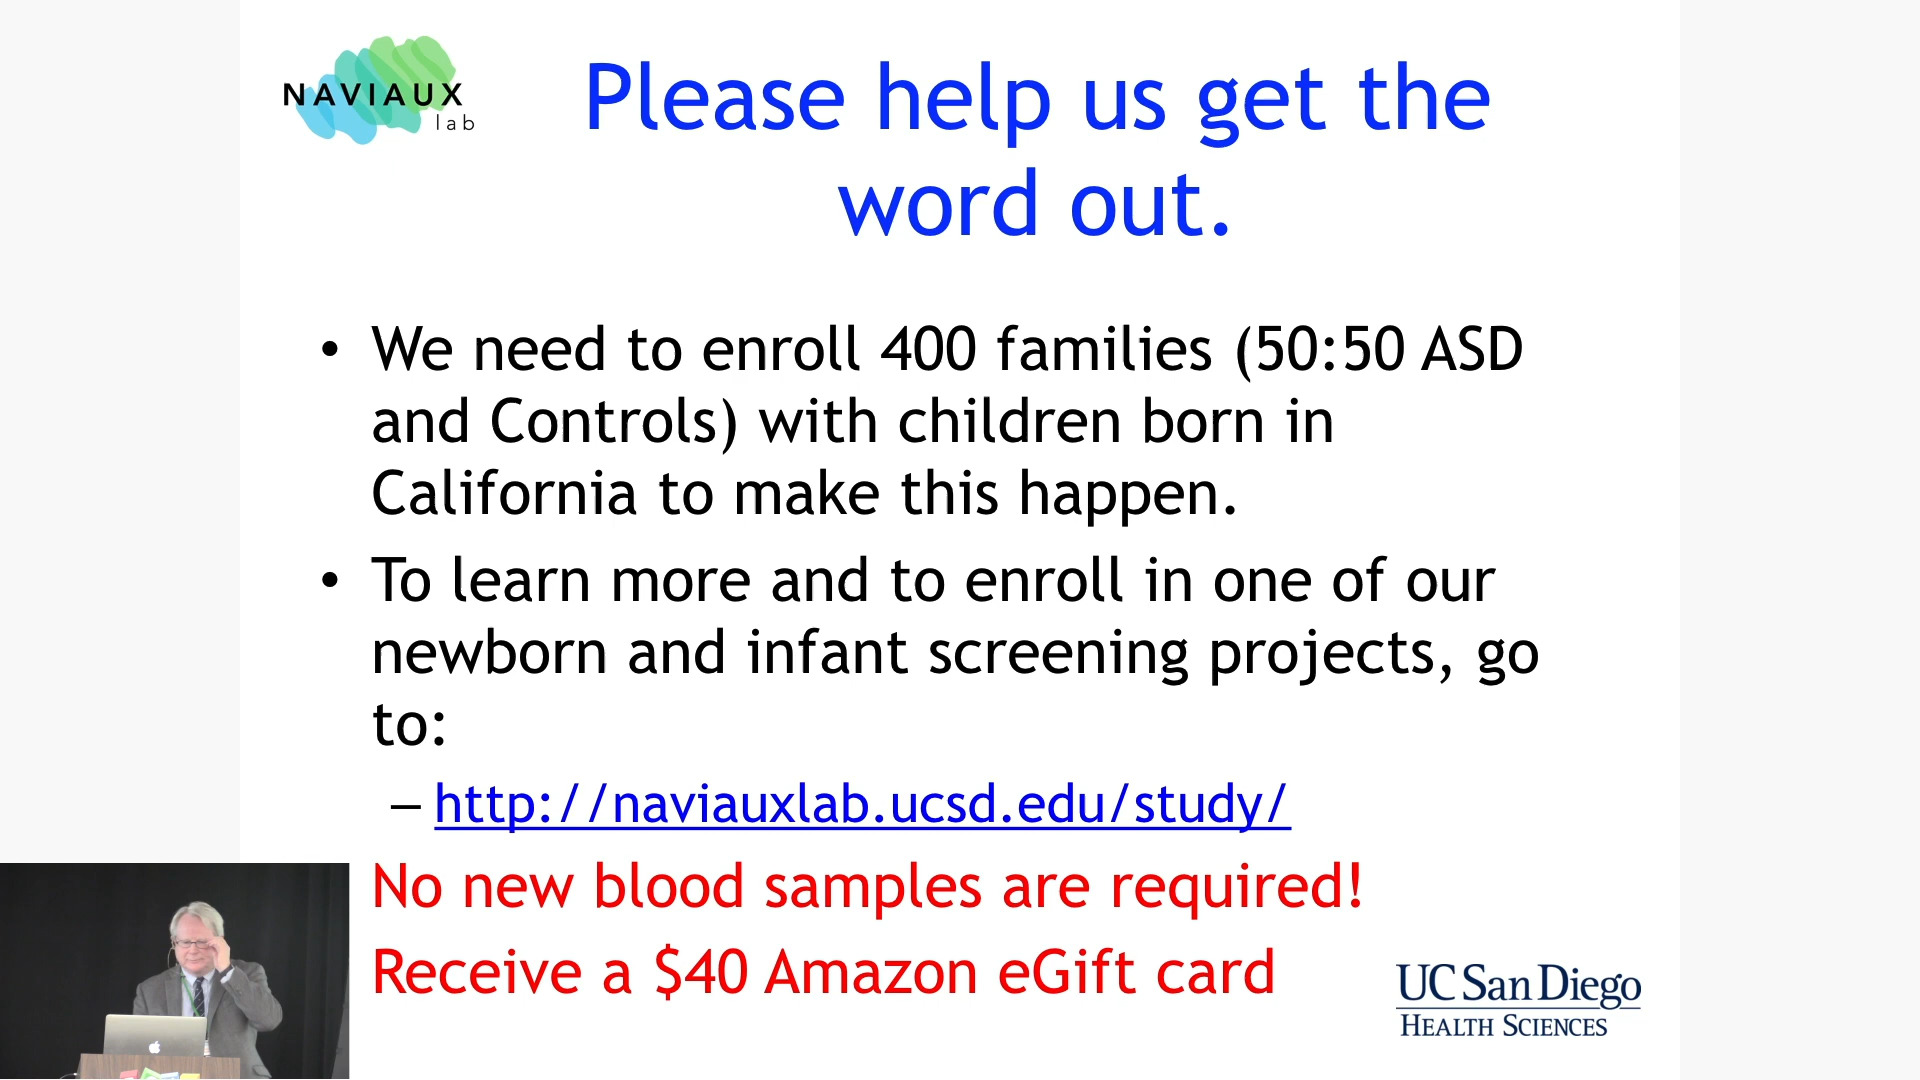 NAVIAUX
lab
Please help us get the
word out.
• We need to enroll 400 families (50:50 ASD
and Controls) with children born in
California to make this happen.
• To learn more and to enroll in one of our
newborn and infant screening projects, go
to:
– http://naviauxlab.ucsd.edu/study/
No new blood samples are required!
Receive a $40 Amazon eGift card
UC San Diego
HEALTH SCIENCES